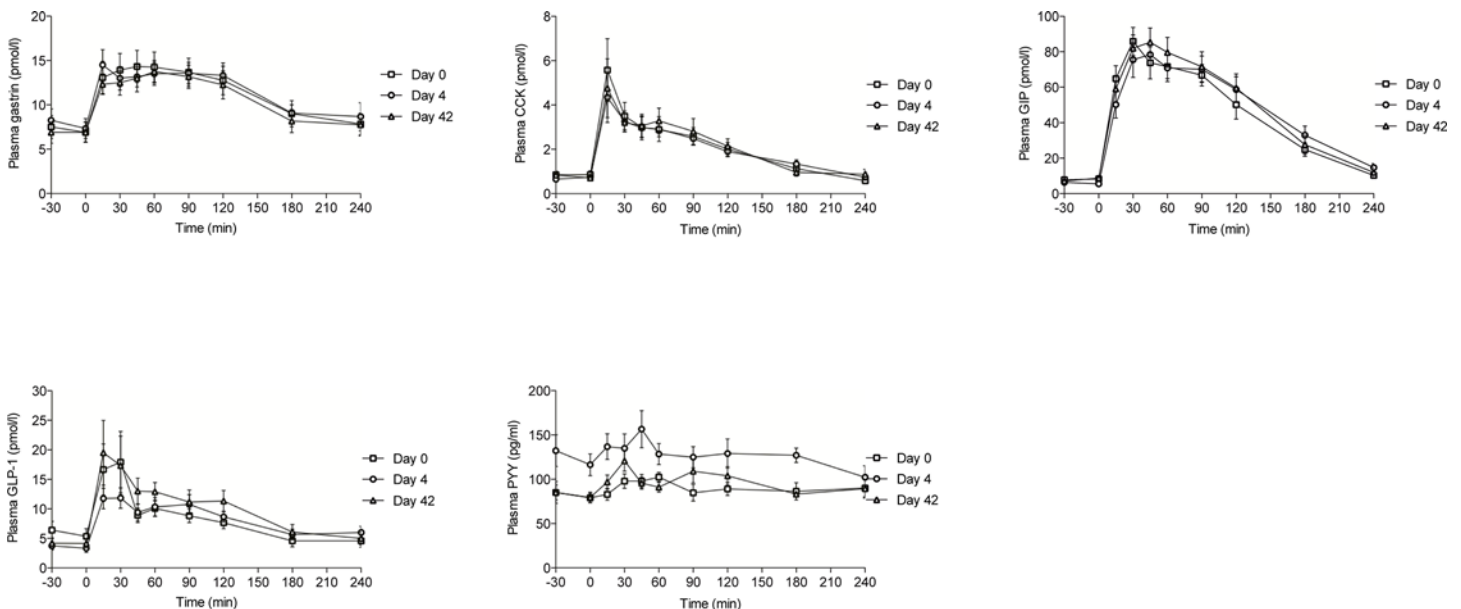 Plasma gastrin (pmol/l)
20
15
10
5
0
-30 0 30 60 90 120 150 180 210 240
Time (min)
Day 0
Day 4
Day 42
Plasma CCK (pmol/l)
8
6
4
2
0
-30 0 30 60 90 120 150 180 210 240
Time (min)
Day 0
Day 4
Day 42
Plasma GIP (pmol/l)
100
80
60
40
20
0
-30 0 30 60 90 120 150 180 210 240
Time (min)
Day 0
Day 4
Day 42
Plasma GLP-1 (pmol/l)
30
25
20
15
10
5
0
-30 0 30 60 90 120 150 180 210 240
Time (min)
Day 0
Day 4
Day 42
Plasma PYY (pg/ml)
200
150
100
50
0
-30 0 30 60 90 120 150 180 210 240
Time (min)
Day 0
Day 4
Day 42